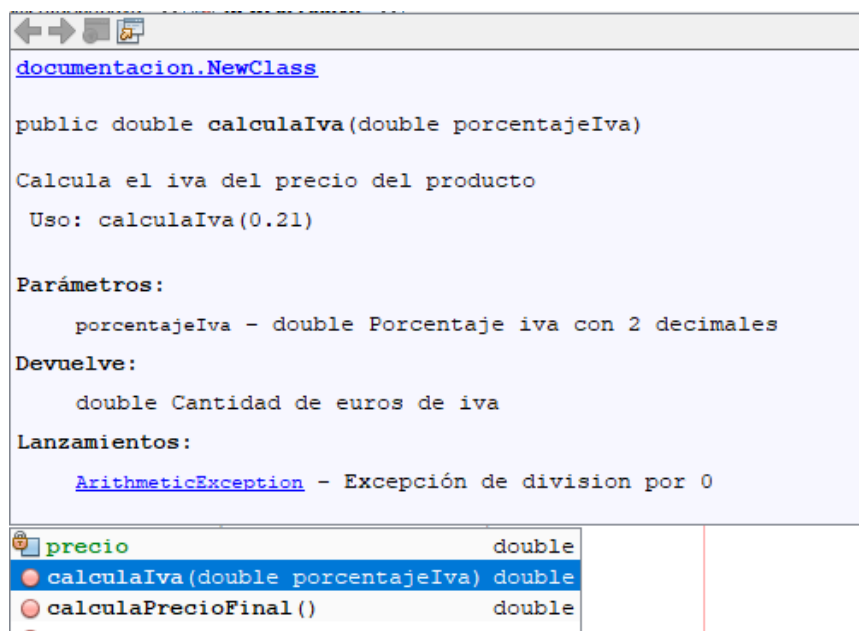 documentacion.NewClass
public double calculaIva(double porcentajeIva)
Calcula el iva del precio del producto
Uso: calculaIva(0.21)
Parámetros:
porcentajeIva - double Porcentaje iva con 2 decimales
Devuelve:
double Cantidad de euros de iva
Lanzamientos:
ArithmeticException - Excepción de division por 0
precio double
calculaIva(double porcentajeIva) double
calculaPrecioFinal() double